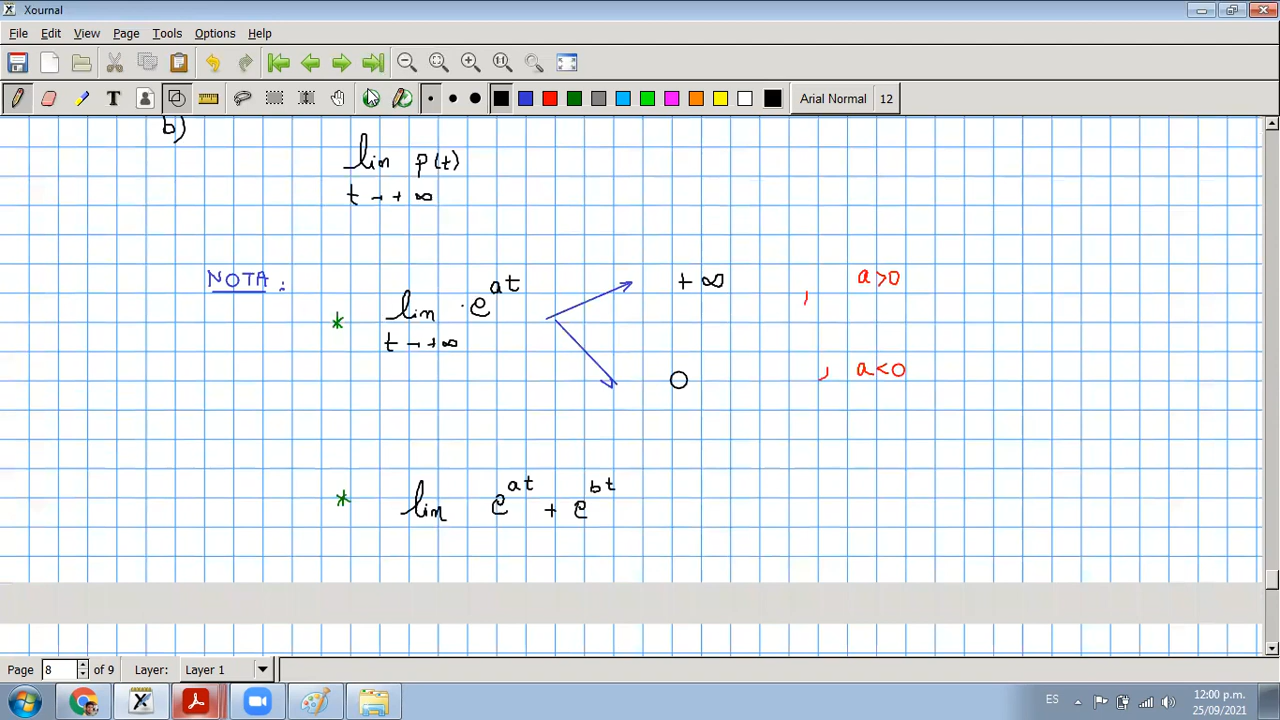 Xournal
File Edit View Page Tools Options Help
Arial Normal 12
b)
lim P(t)
t → + ∞
NOTA:
* lim e^{at} + ∞ , a>0
t → +∞
0 , a<0
* lim e^{at} + e^{bt}
Page 8 of 9 Layer: Layer 1
ES 12:00 p.m.
25/09/2021